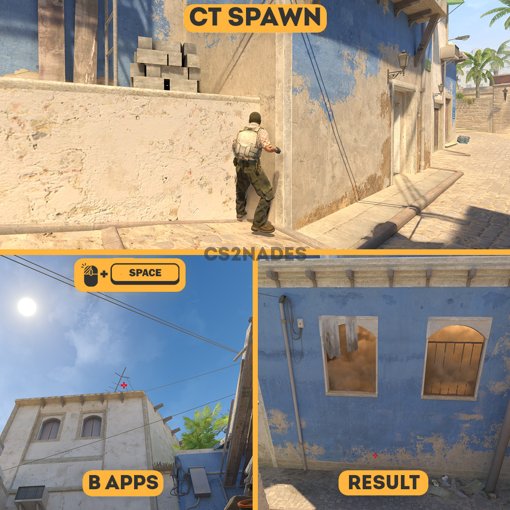 CT SPAWN
CS2NADES
+ SPACE
B APPS
RESULT